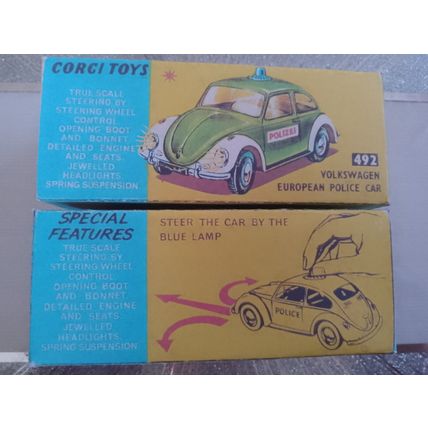 CORGI TOYS
TRUE SCALE
STEERING BY
STEERING WHEEL
CONTROL
OPENING BOOT
AND BONNET
DETAILED ENGINE
AND SEATS.
JEWELLED
HEADLIGHTS.
SPRING SUSPENSION.
POLIZEI
492
VOLKSWAGEN
EUROPEAN POLICE CAR
SPECIAL
FEATURES
TRUE SCALE
STEERING BY
STEERING WHEEL
CONTROL
OPENING BOOT
AND BONNET
DETAILED ENGINE
AND SEATS
JEWELLED
HEADLIGHTS.
SPRING SUSPENSION
STEER THE CAR BY THE
BLUE LAMP
POLICE